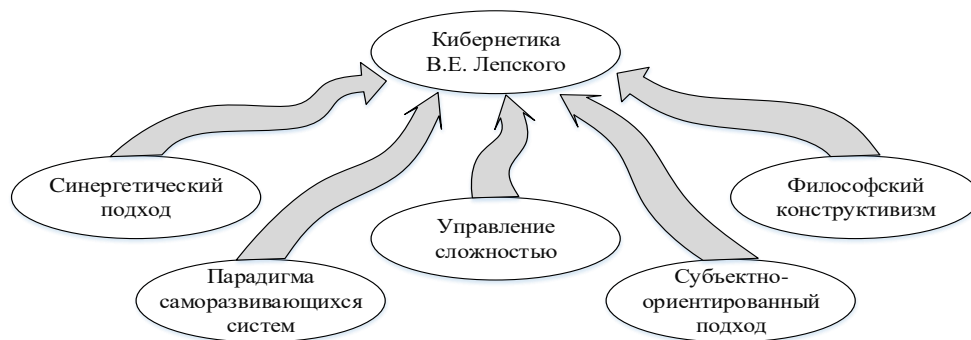 Кибернетика
В.Е. Лепского
Синергетический
подход
Философский
конструктивизм
Управление
сложностью
Парадигма
саморазвивающихся
систем
Субъектно-
ориентированный
подход